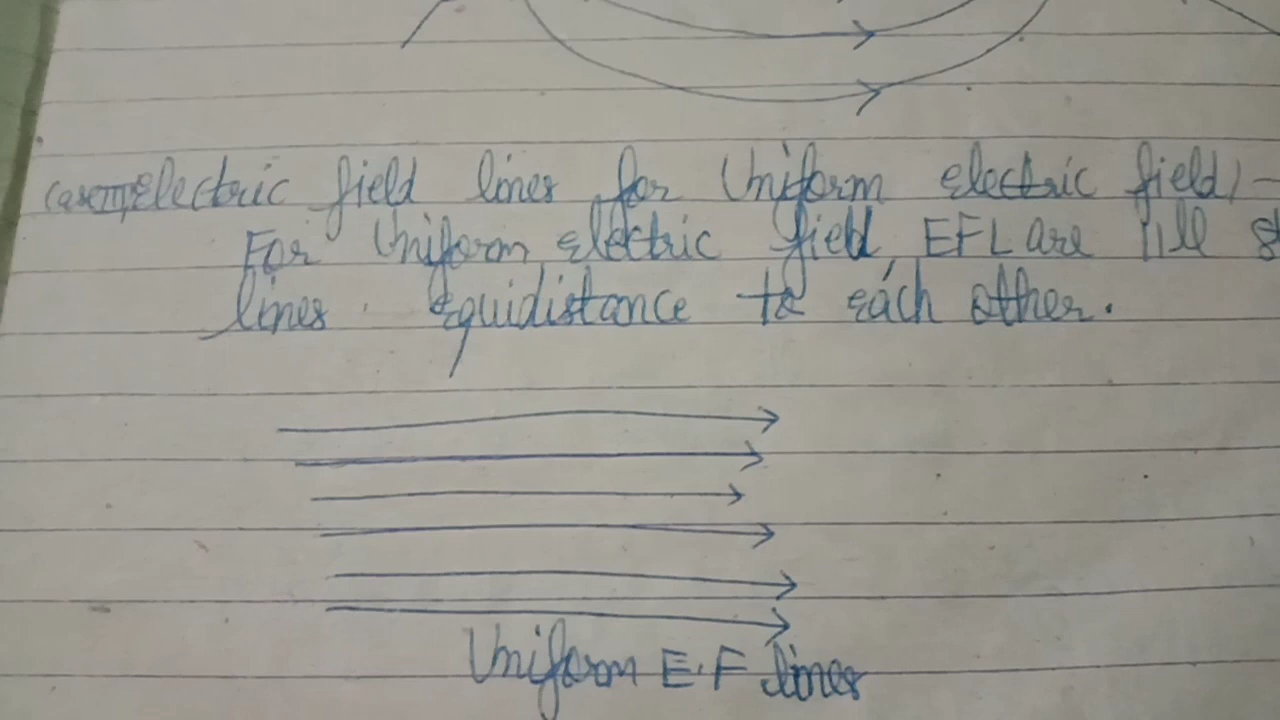 electric field lines for Uniform electric field) -
For Uniform electric field, EFL are
lines. Equidistance to each other.
Uniform E.F lines